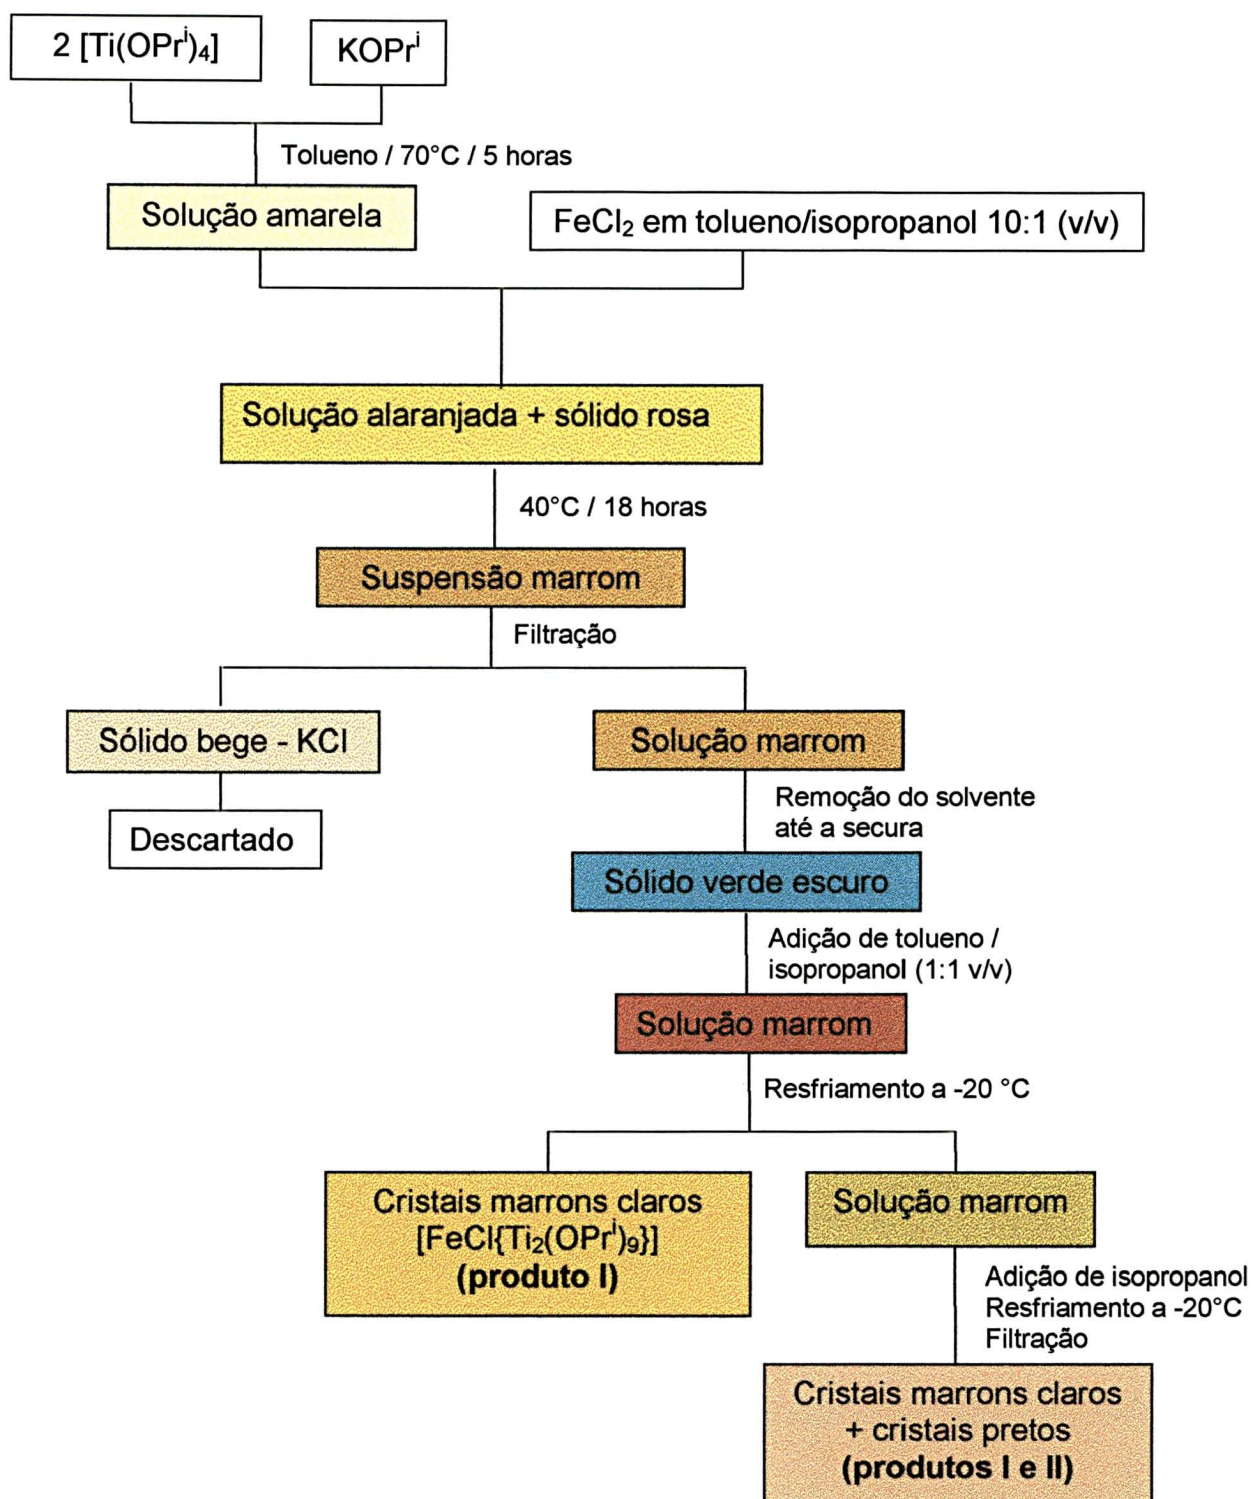 2 [Ti(OPrⁱ)₄]
KOPrⁱ
Tolueno / 70°C / 5 horas
Solução amarela
FeCl₂ em tolueno/isopropanol 10:1 (v/v)
Solução alaranjada + sólido rosa
40°C / 18 horas
Suspensão marrom
Filtração
Sólido bege - KCl
Solução marrom
Descartado
Remoção do solvente
até a secura
Sólido verde escuro
Adição de tolueno /
isopropanol (1:1 v/v)
Solução marrom
Resfriamento a -20 °C
Cristais marrons claros
[FeCl{Ti₂(OPrⁱ)₉}]
(produto I)
Solução marrom
Adição de isopropanol
Resfriamento a -20°C
Filtração
Cristais marrons claros
+ cristais pretos
(produtos I e II)